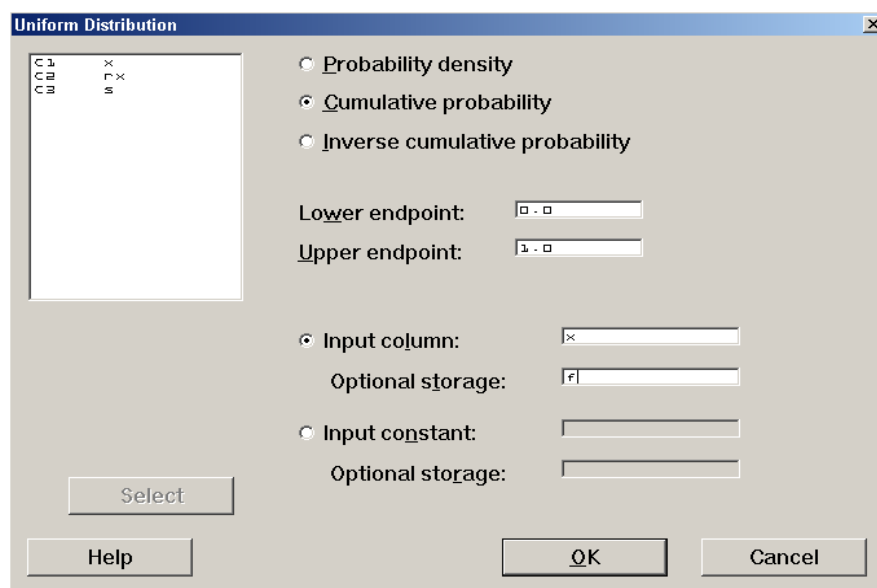 Uniform Distribution
C1 x
C2 rx
C3 s
Probability density
Cumulative probability
Inverse cumulative probability
Lower endpoint: 0.0
Upper endpoint: 1.0
Input column: x
Optional storage: f
Input constant:
Optional storage:
Select
Help OK Cancel